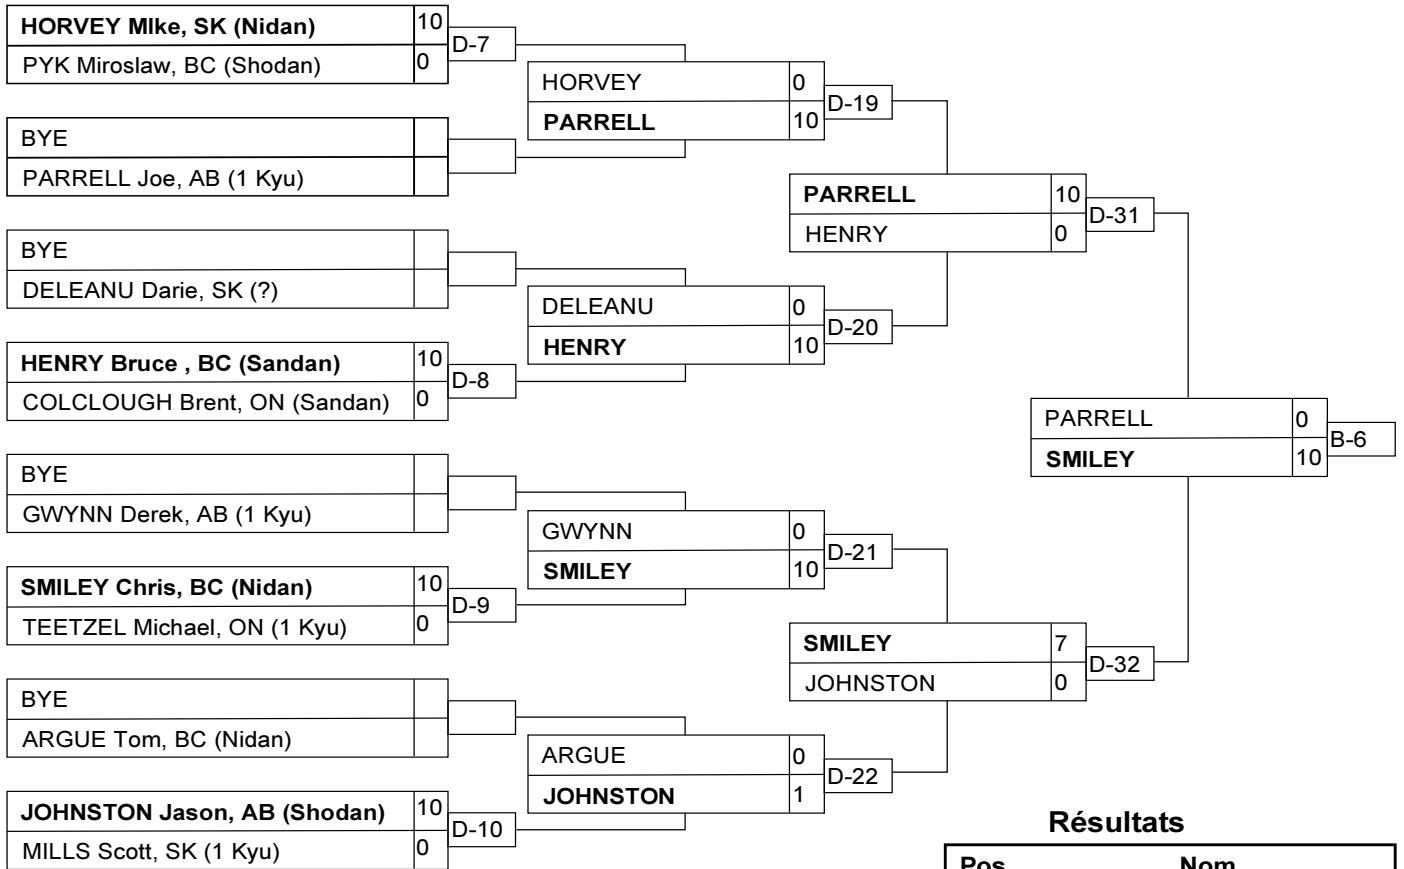 HORVEY MIke, SK (Nidan) 10
D-7
PYK Miroslaw, BC (Shodan) 0
HORVEY 0
D-19
PARRELL 10
BYE
PARRELL Joe, AB (1 Kyu)
PARRELL 10
D-31
HENRY 0
BYE
DELEANU Darie, SK (?)
DELEANU 0
D-20
HENRY 10
HENRY Bruce , BC (Sandan) 10
D-8
COLCLOUGH Brent, ON (Sandan) 0
PARRELL 0
B-6
SMILEY 10
BYE
GWYNN Derek, AB (1 Kyu)
GWYNN 0
D-21
SMILEY 10
SMILEY Chris, BC (Nidan) 10
D-9
TEETZEL Michael, ON (1 Kyu) 0
SMILEY 7
D-32
JOHNSTON 0
BYE
ARGUE Tom, BC (Nidan)
ARGUE 0
D-22
JOHNSTON 1
JOHNSTON Jason, AB (Shodan) 10
D-10
MILLS Scott, SK (1 Kyu) 0
Résultats
Pos Nom